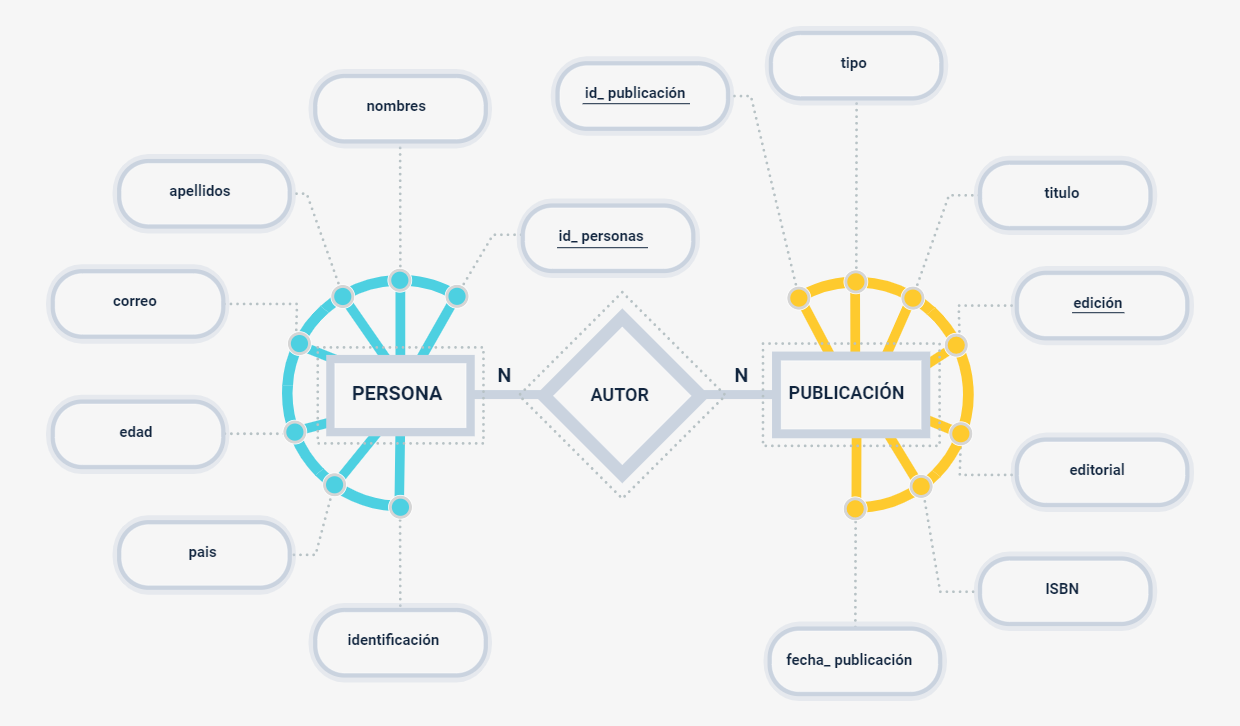 tipo
id_ publicación
nombres
apellidos
titulo
id_ personas
correo
edición
N
N
PERSONA
AUTOR
PUBLICACIÓN
edad
editorial
pais
ISBN
identificación
fecha_ publicación